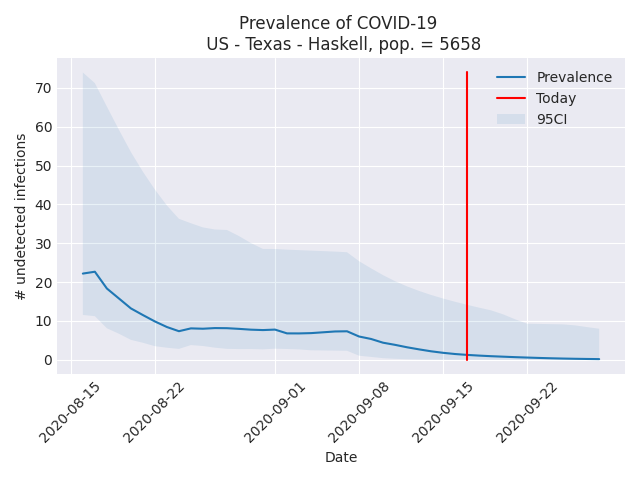 Prevalence of COVID-19
US - Texas - Haskell, pop. = 5658
# undetected infections
70
60
50
40
30
20
10
0
Prevalence
Today
95CI
2020-08-15
2020-08-22
2020-09-01
2020-09-08
2020-09-15
2020-09-22
Date